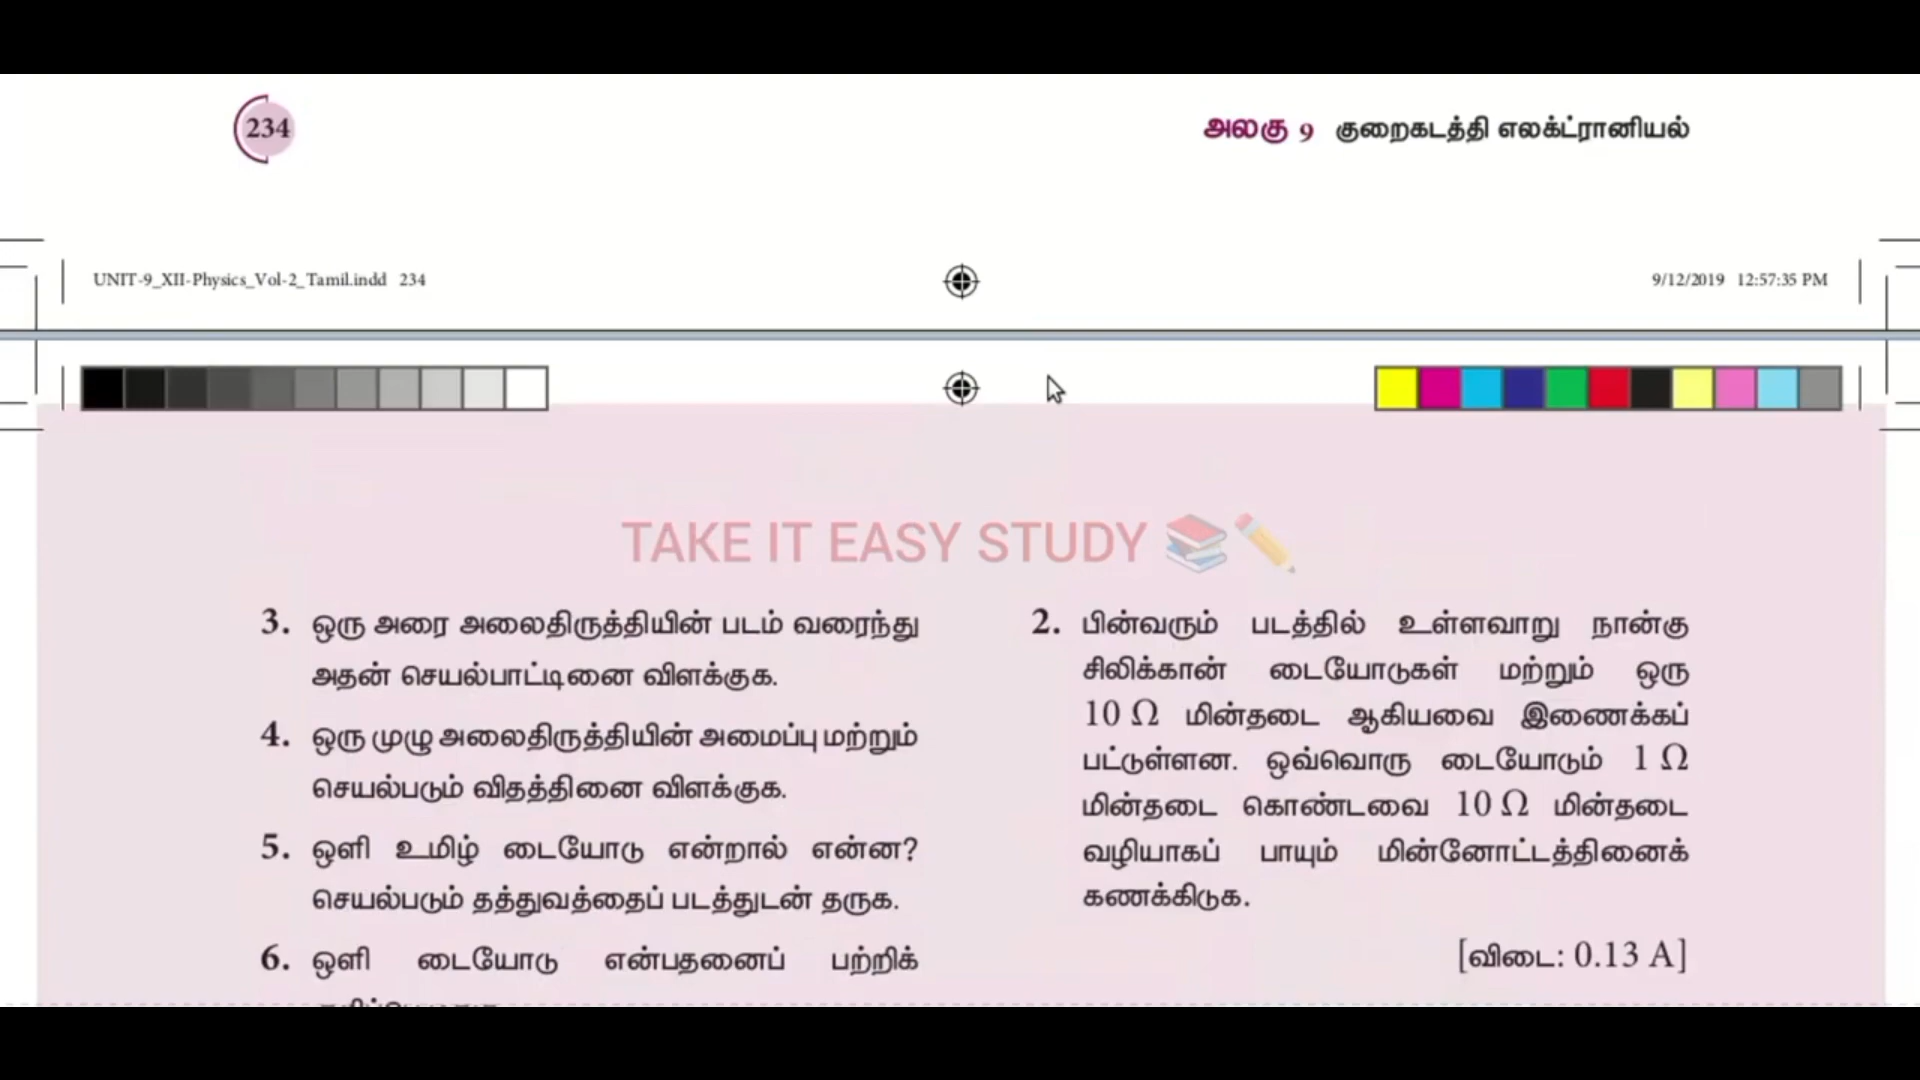 234
அலகு 9 குறைகடத்தி எலக்ட்ரானியல்
UNIT-9_XII-Physics_Vol-2_Tamil.indd 234
9/12/2019 12:57:35 PM
TAKE IT EASY STUDY 📚✏️
3. ஒரு அரை அலைதிருத்தியின் படம் வரைந்து
அதன் செயல்பாட்டினை விளக்குக.
4. ஒரு முழு அலைதிருத்தியின் அமைப்பு மற்றும்
செயல்படும் விதத்தினை விளக்குக.
5. ஒளி உமிழ் டையோடு என்றால் என்ன?
செயல்படும் தத்துவத்தைப் படத்துடன் தருக.
6. ஒளி டையோடு என்பதனைப் பற்றிக்
2. பின்வரும் படத்தில் உள்ளவாறு நான்கு
சிலிக்கான் டையோடுகள் மற்றும் ஒரு
10 Ω மின்தடை ஆகியவை இணைக்கப்
பட்டுள்ளன. ஒவ்வொரு டையோடும் 1 Ω
மின்தடை கொண்டவை 10 Ω மின்தடை
வழியாகப் பாயும் மின்னோட்டத்தினைக்
கணக்கிடுக.
[விடை: 0.13 A]